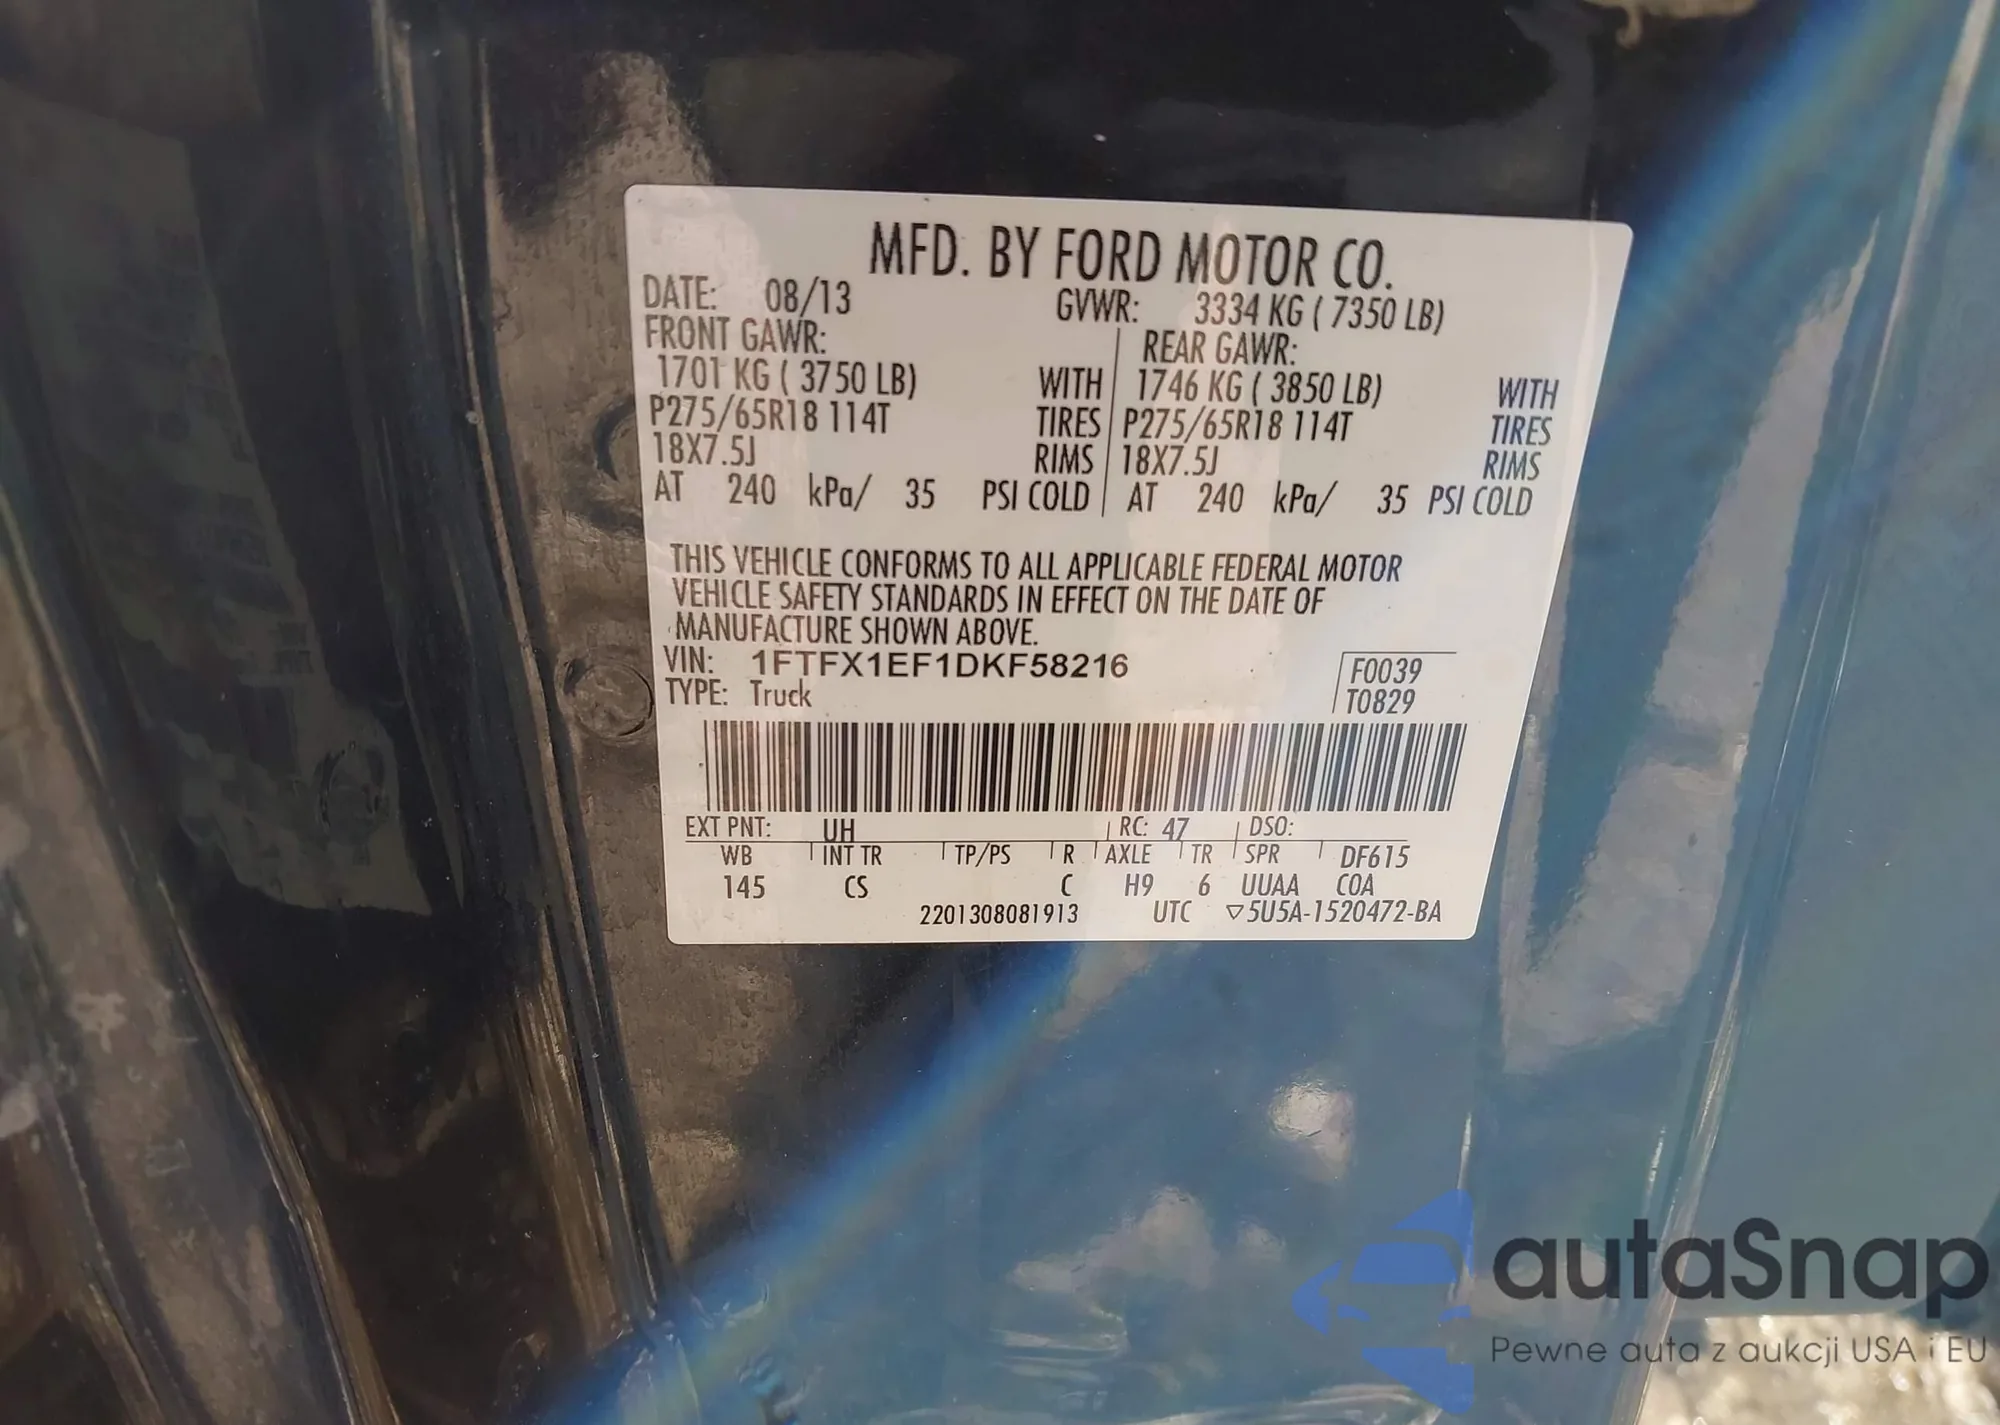 MFD. BY FORD MOTOR CO.
DATE: 08/13 GVWR: 3334 KG ( 7350 LB)
FRONT GAWR: REAR GAWR:
1701 KG ( 3750 LB) WITH 1746 KG ( 3850 LB) WITH
P275/65R18 114T TIRES P275/65R18 114T TIRES
18X7.5J RIMS 18X7.5J RIMS
AT 240 kPa/ 35 PSI COLD AT 240 kPa/ 35 PSI COLD
THIS VEHICLE CONFORMS TO ALL APPLICABLE FEDERAL MOTOR
VEHICLE SAFETY STANDARDS IN EFFECT ON THE DATE OF
MANUFACTURE SHOWN ABOVE.
VIN: 1FTFX1EF1DKF58216 F0039
TYPE: Truck T0829
EXT PNT: UH RC: 47 DSO:
WB INT TR TP/PS R AXLE TR SPR DF615
145 CS C H9 6 UUAA COA
2201308081913 UTC ▽5U5A-1520472-BA
autaSnap
Pewne auta z aukcji USA i EU